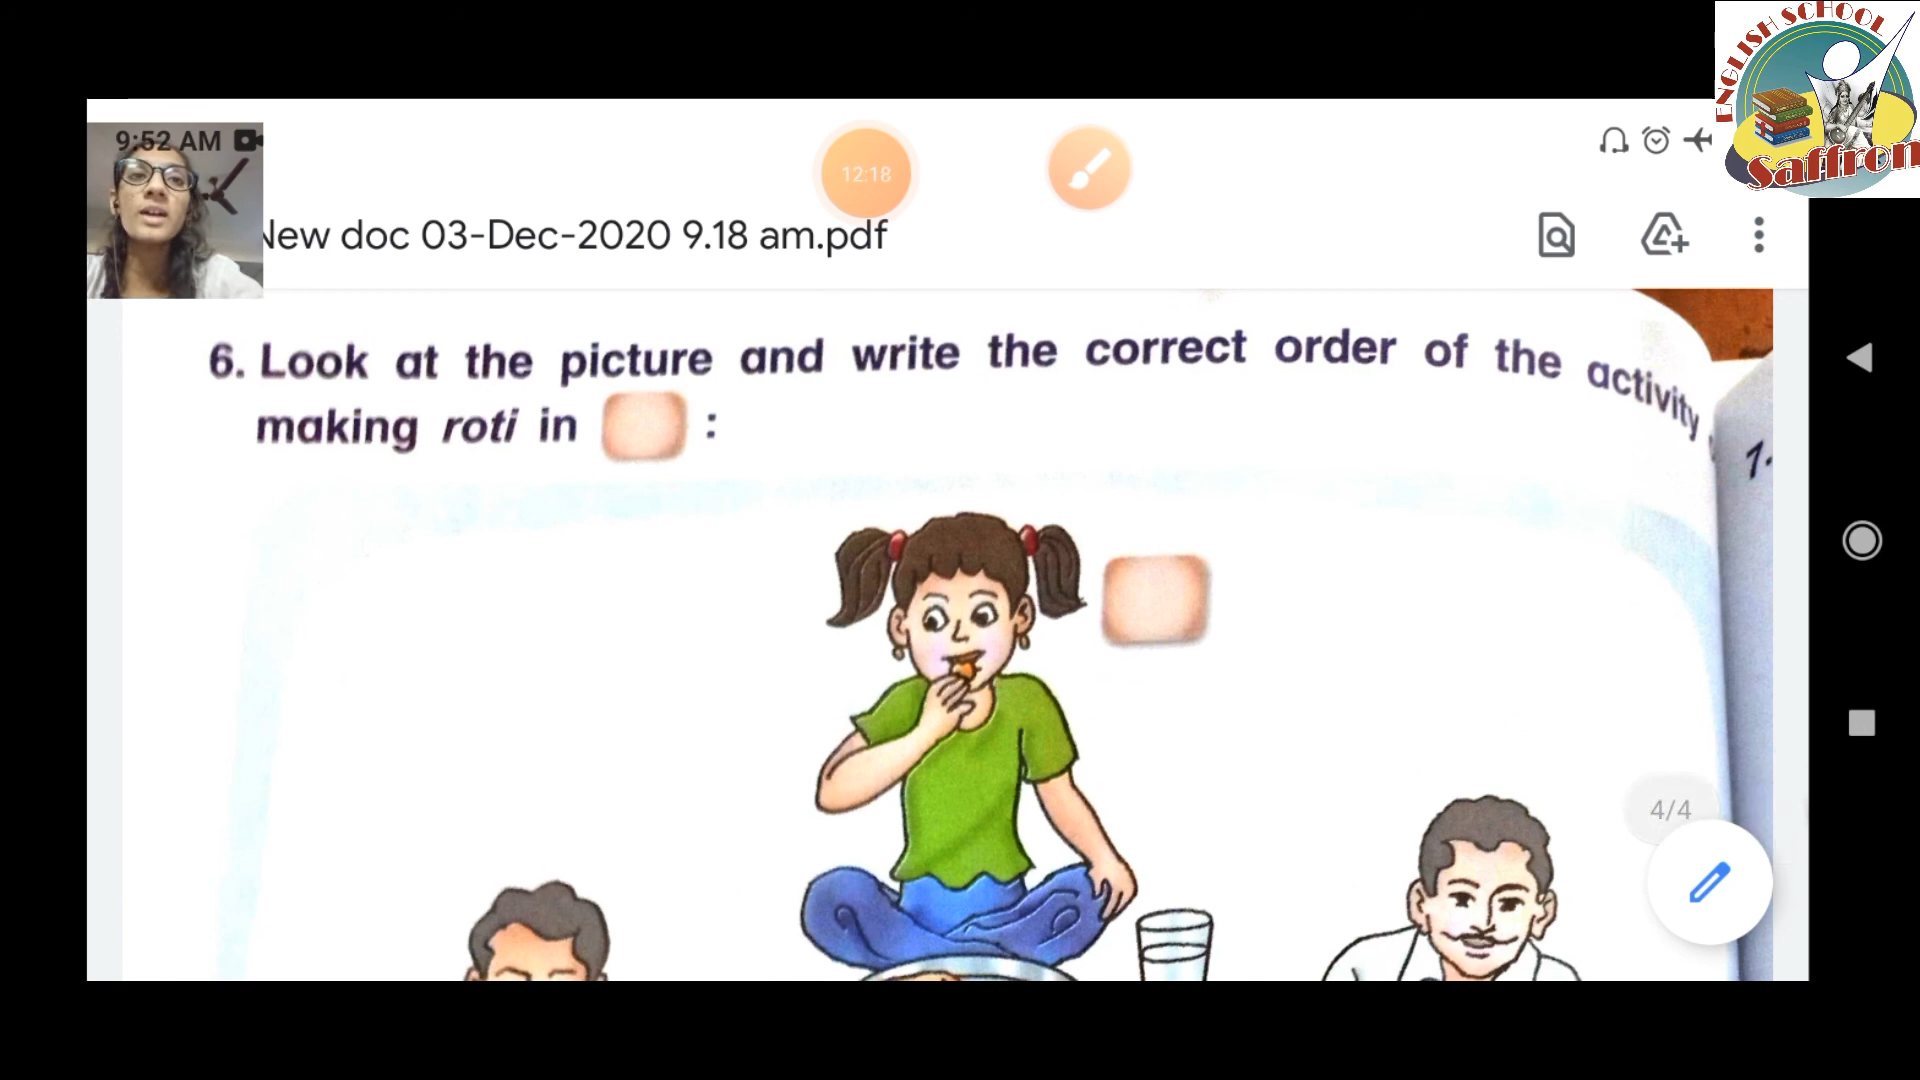 ENGLISH SCHOOL
Saffron
9:52 AM
12:18
New doc 03-Dec-2020 9.18 am.pdf
6. Look at the picture and write the correct order of the activity
making roti in :
1.
4/4